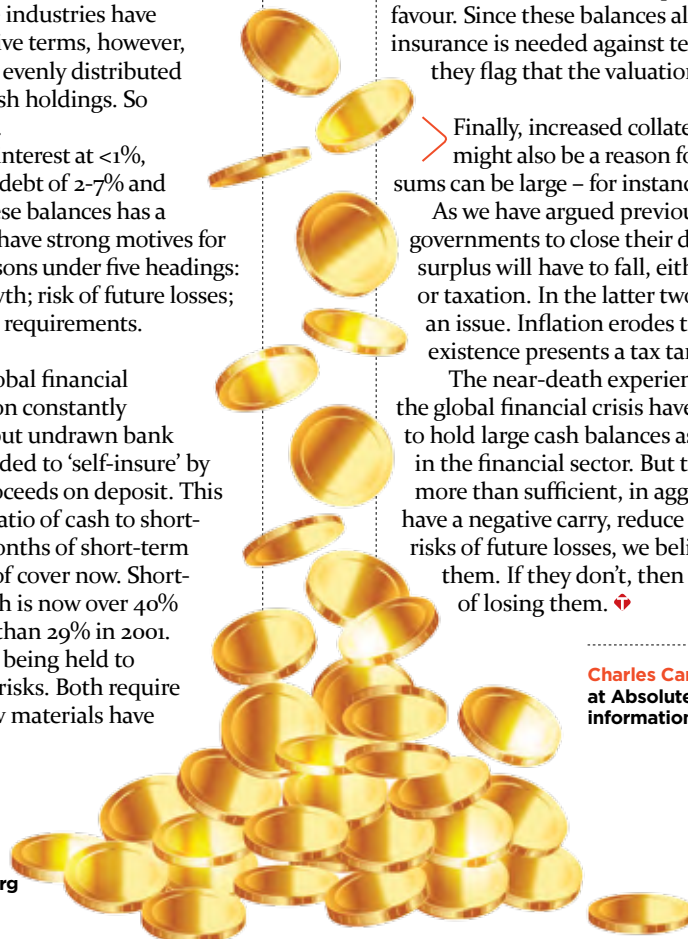 industries have
ive terms, however,
evenly distributed
sh holdings. So
interest at <1%,
debt of 2-7% and
ese balances has a
have strong motives for
sons under five headings:
vth; risk of future losses;
requirements.
obal financial
on constantly
out undrawn bank
ded to ‘self-insure’ by
oceeds on deposit. This
atio of cash to short-
onths of short-term
of cover now. Short-
h is now over 40%
than 29% in 2001.
being held to
risks. Both require
v materials have
rg
favour. Since these balances al
insurance is needed against te
they flag that the valuation
Finally, increased collate
might also be a reason fo
sums can be large – for instanc
As we have argued previou
governments to close their d
surplus will have to fall, eith
or taxation. In the latter two
an issue. Inflation erodes t
existence presents a tax tar
The near-death experien
the global financial crisis have
to hold large cash balances as
in the financial sector. But t
more than sufficient, in agg
have a negative carry, reduce
risks of future losses, we beli
them. If they don’t, then
of losing them.
Charles Car
at Absolute
information